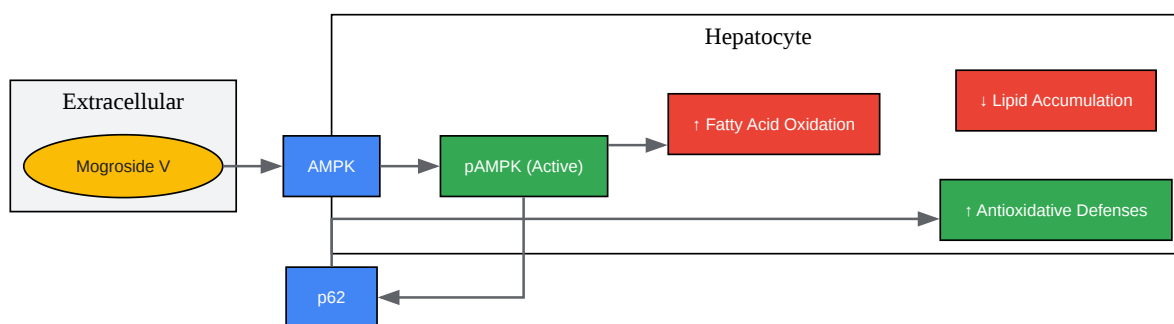 Hepatocyte
Extracellular
Mogroside V
AMPK
pAMPK (Active)
↑ Fatty Acid Oxidation
↓ Lipid Accumulation
↑ Antioxidative Defenses
p62